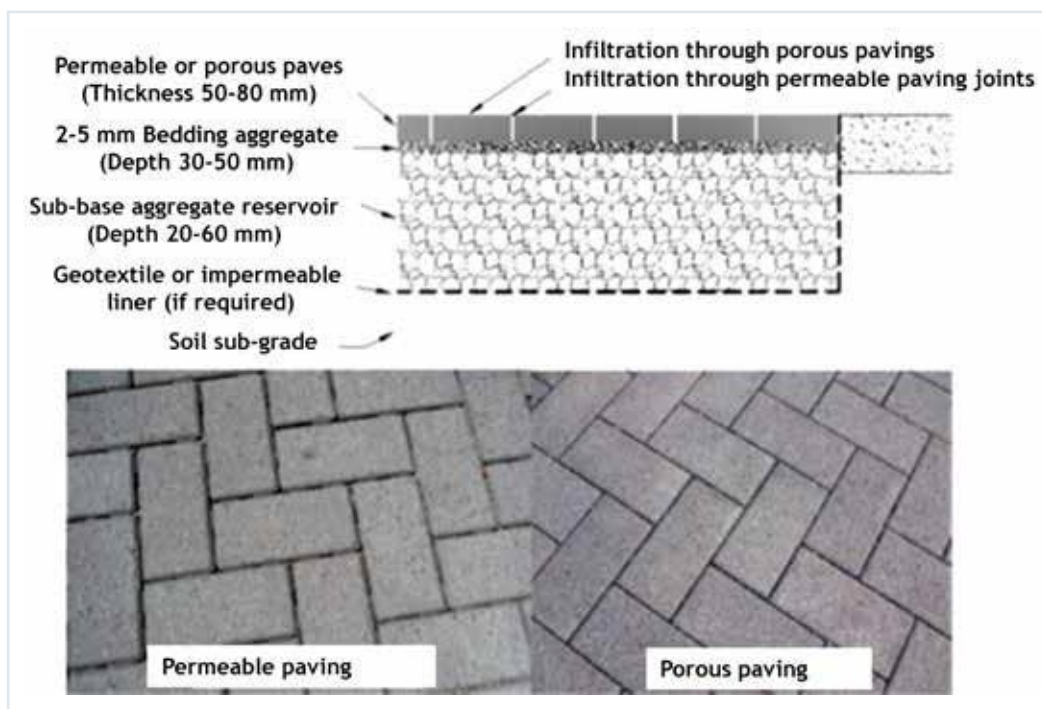 Infiltration through porous pavings
Infiltration through permeable paving joints
Permeable or porous paves
(Thickness 50-80 mm)
2-5 mm Bedding aggregate
(Depth 30-50 mm)
Sub-base aggregate reservoir
(Depth 20-60 mm)
Geotextile or impermeable
liner (if required)
Soil sub-grade
Permeable paving
Porous paving